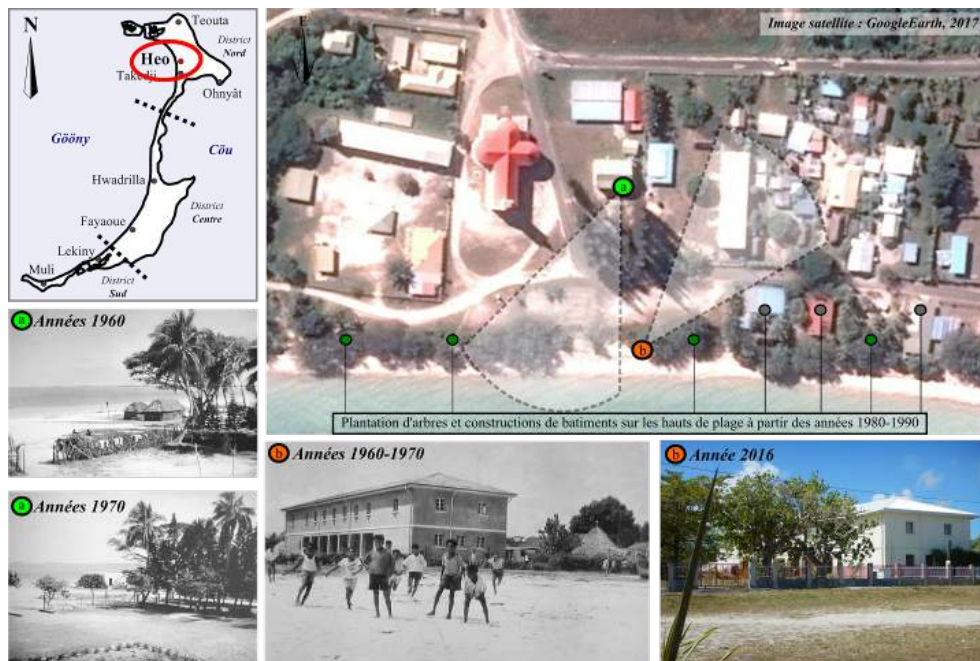 N
Teouta
District
Nord
Heo
Takedji
Ohnyât
Gööny
Cöu
Hwadrilla
District
Centre
Fayaoue
Lekiny
Muli
District
Sud
Image satellite : GoogleEarth, 2017
a
b
Plantation d'arbres et constructions de batiments sur les hauts de plage à partir des années 1980-1990
a Années 1960
a Années 1970
b Années 1960-1970
b Année 2016